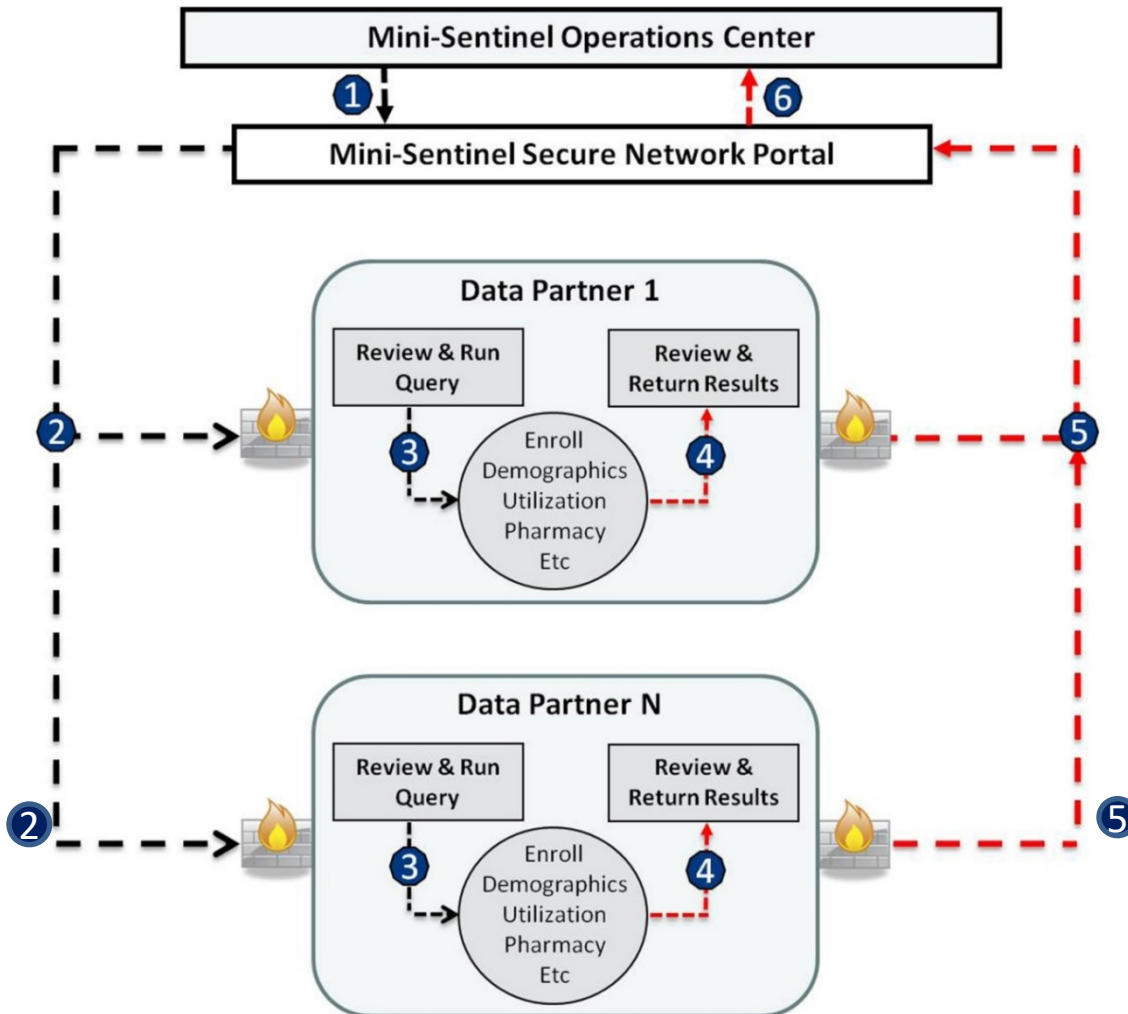 Mini-Sentinel Operations Center
1
6
Mini-Sentinel Secure Network Portal
Data Partner 1
Review & Run
Query
Review &
Return Results
2
3
Enroll
Demographics
Utilization
Pharmacy
Etc
4
5
Data Partner N
Review & Run
Query
Review &
Return Results
2
3
Enroll
Demographics
Utilization
Pharmacy
Etc
4
5